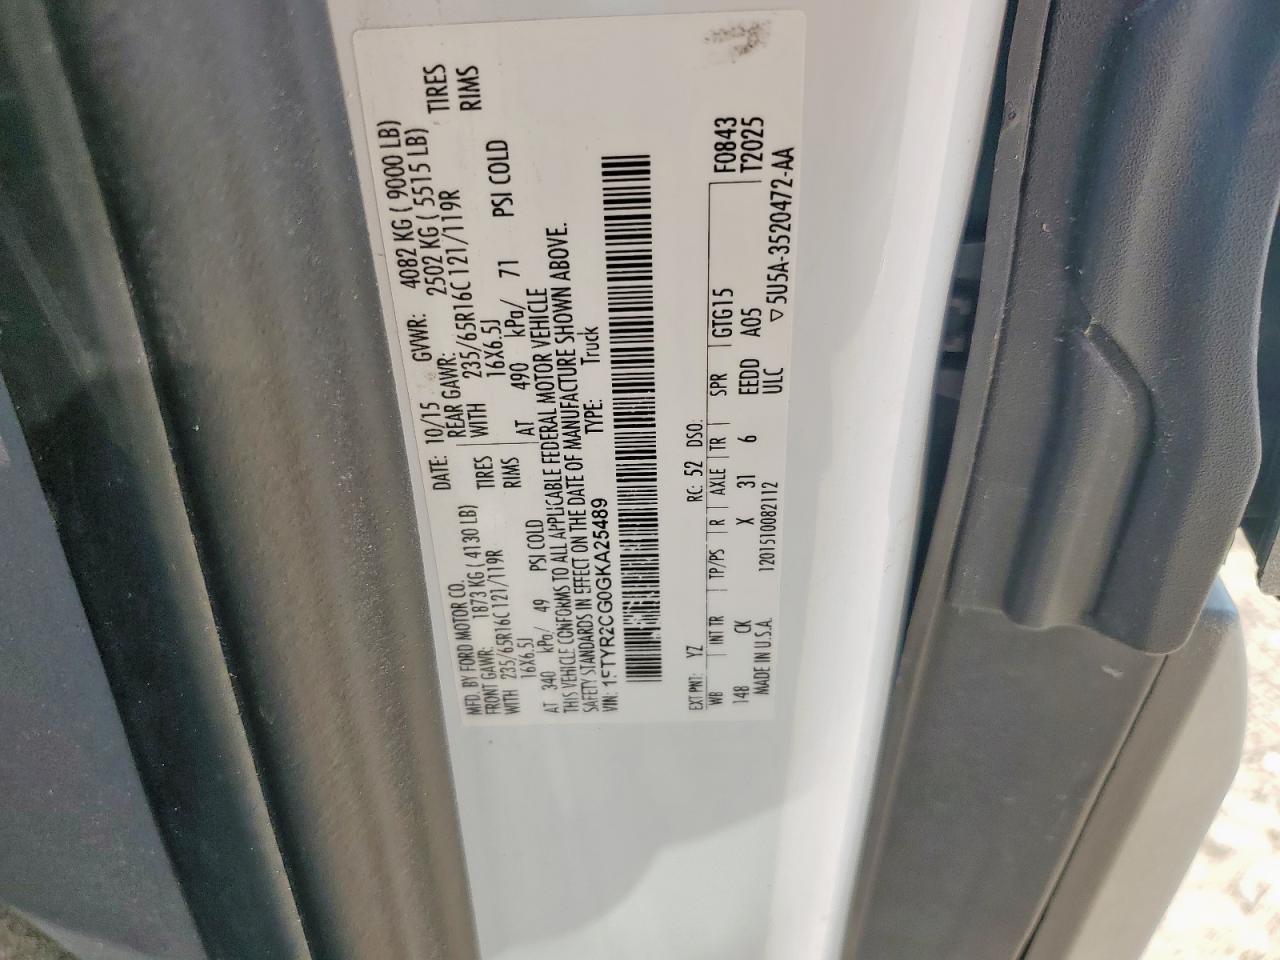 MFD. BY FORD MOTOR CO.
DATE: 10/15 GVWR: 4082 KG ( 9000 LB)
FRONT GAWR: 1873 KG ( 4130 LB)
REAR GAWR: 2502 KG ( 5515 LB)
WITH 235/65R16C 121/119R TIRES
WITH 235/65R16C 121/119R TIRES
16X6.5J RIMS
16X6.5J RIMS
AT 340 kPa/ 49 PSI COLD
AT 490 kPa/ 71 PSI COLD
THIS VEHICLE CONFORMS TO ALL APPLICABLE FEDERAL MOTOR VEHICLE
SAFETY STANDARDS IN EFFECT ON THE DATE OF MANUFACTURE SHOWN ABOVE.
VIN: 1FTYR2CG0GKA25489 TYPE: Truck
EXT PNT: YZ RC: 52 DSO: F0843
WB INT TR TP/PS R AXLE TR SPR GTG15 T2025
148 CK X 31 6 EEDD A05
MADE IN U.S.A. 1201510082112 ULC ▽5U5A-3520472-AA